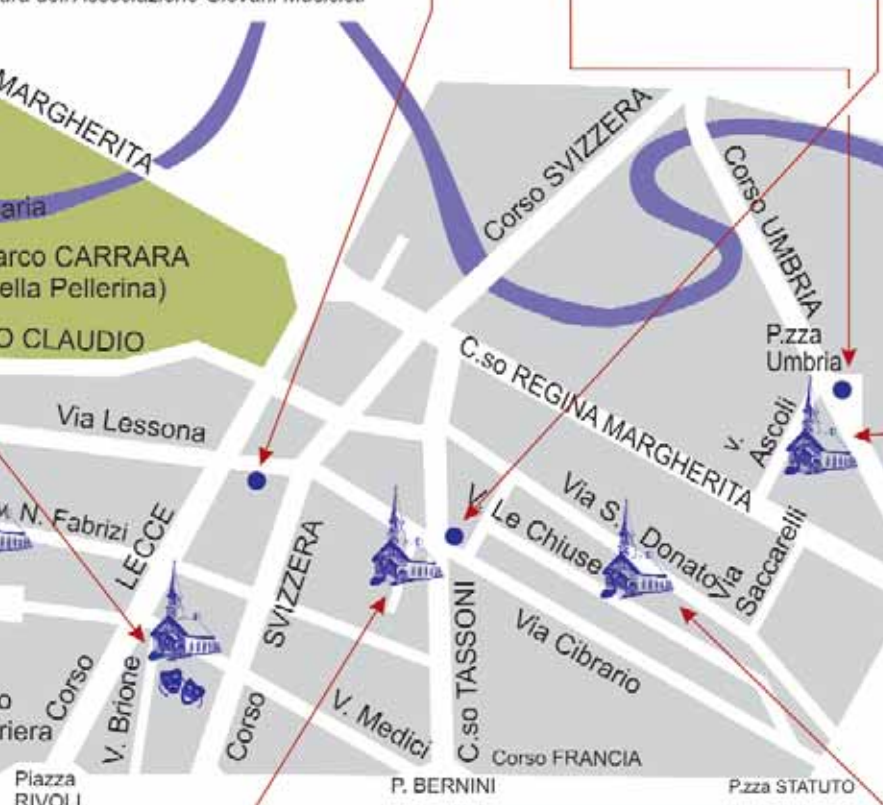 MARGHERITA
Corso SVIZZERA
Corso UMBRIA
aria
arco CARRARA
ella Pellerina)
O CLAUDIO
P.zza
Umbria
C.so REGINA MARGHERITA
Via Lessona
v.
Ascoli
N. Fabrizi
LECCE
V. Le Chiuse
Via S. Donato
Via
Saccarelli
SVIZZERA
C.so TASSONI
Via Cibrario
Corso
V. Brione
Corso
V. Medici
o
riera
Corso FRANCIA
Piazza
RIVOLI
P. BERNINI
P.zza STATUTO